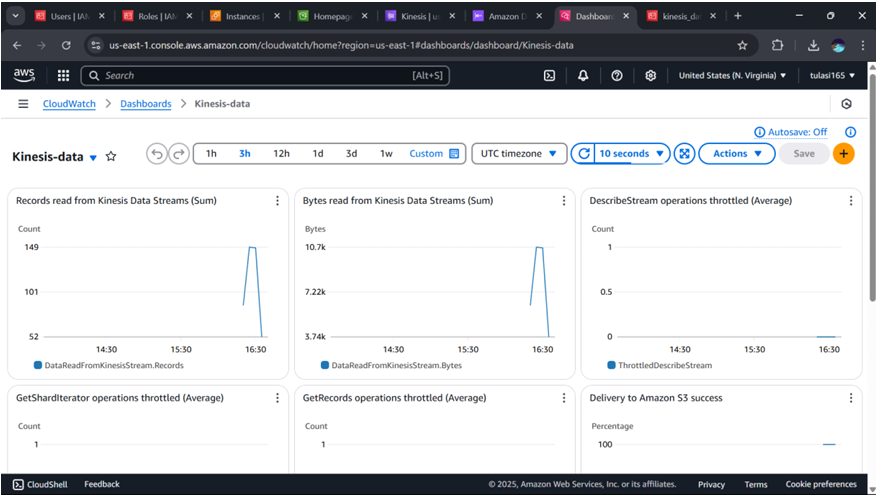 Users | IAM
Roles | IAM
Instances |
Homepage
Kinesis | us
Amazon D
Dashboard
kinesis_da
us-east-1.console.aws.amazon.com/cloudwatch/home?region=us-east-1#dashboards/dashboard/Kinesis-data
aws
Search
[Alt+S]
United States (N. Virginia)
tulasi165
CloudWatch > Dashboards > Kinesis-data
Autosave: Off
Kinesis-data
1h 3h 12h 1d 3d 1w Custom
UTC timezone
10 seconds
Actions
Save
Records read from Kinesis Data Streams (Sum)
Count
149
101
52
14:30 15:30 16:30
DataReadFromKinesisStream.Records
Bytes read from Kinesis Data Streams (Sum)
Bytes
10.7k
7.22k
3.74k
14:30 15:30 16:30
DataReadFromKinesisStream.Bytes
DescribeStream operations throttled (Average)
Count
1
0.5
0
14:30 15:30 16:30
ThrottledDescribeStream
GetShardIterator operations throttled (Average)
Count
1
GetRecords operations throttled (Average)
Count
1
Delivery to Amazon S3 success
Percentage
100
CloudShell Feedback
© 2025, Amazon Web Services, Inc. or its affiliates. Privacy Terms Cookie preferences